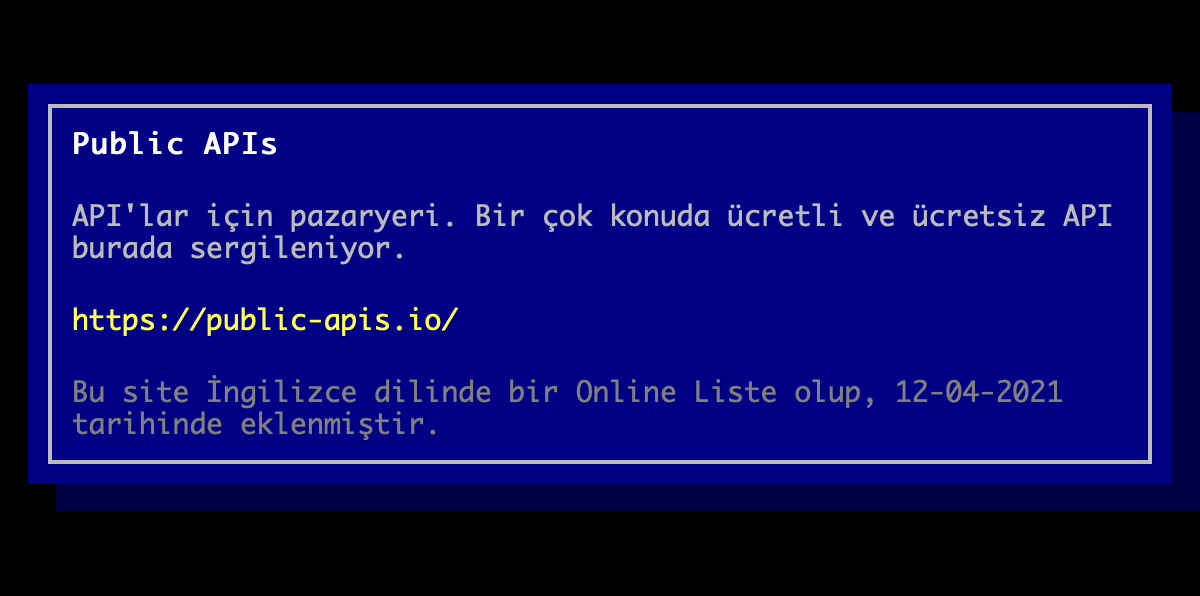 Public APIs
API'lar için pazaryeri. Bir çok konuda ücretli ve ücretsiz API
burada sergileniyor.
https://public-apis.io/
Bu site İngilizce dilinde bir Online Liste olup, 12-04-2021
tarihinde eklenmiştir.